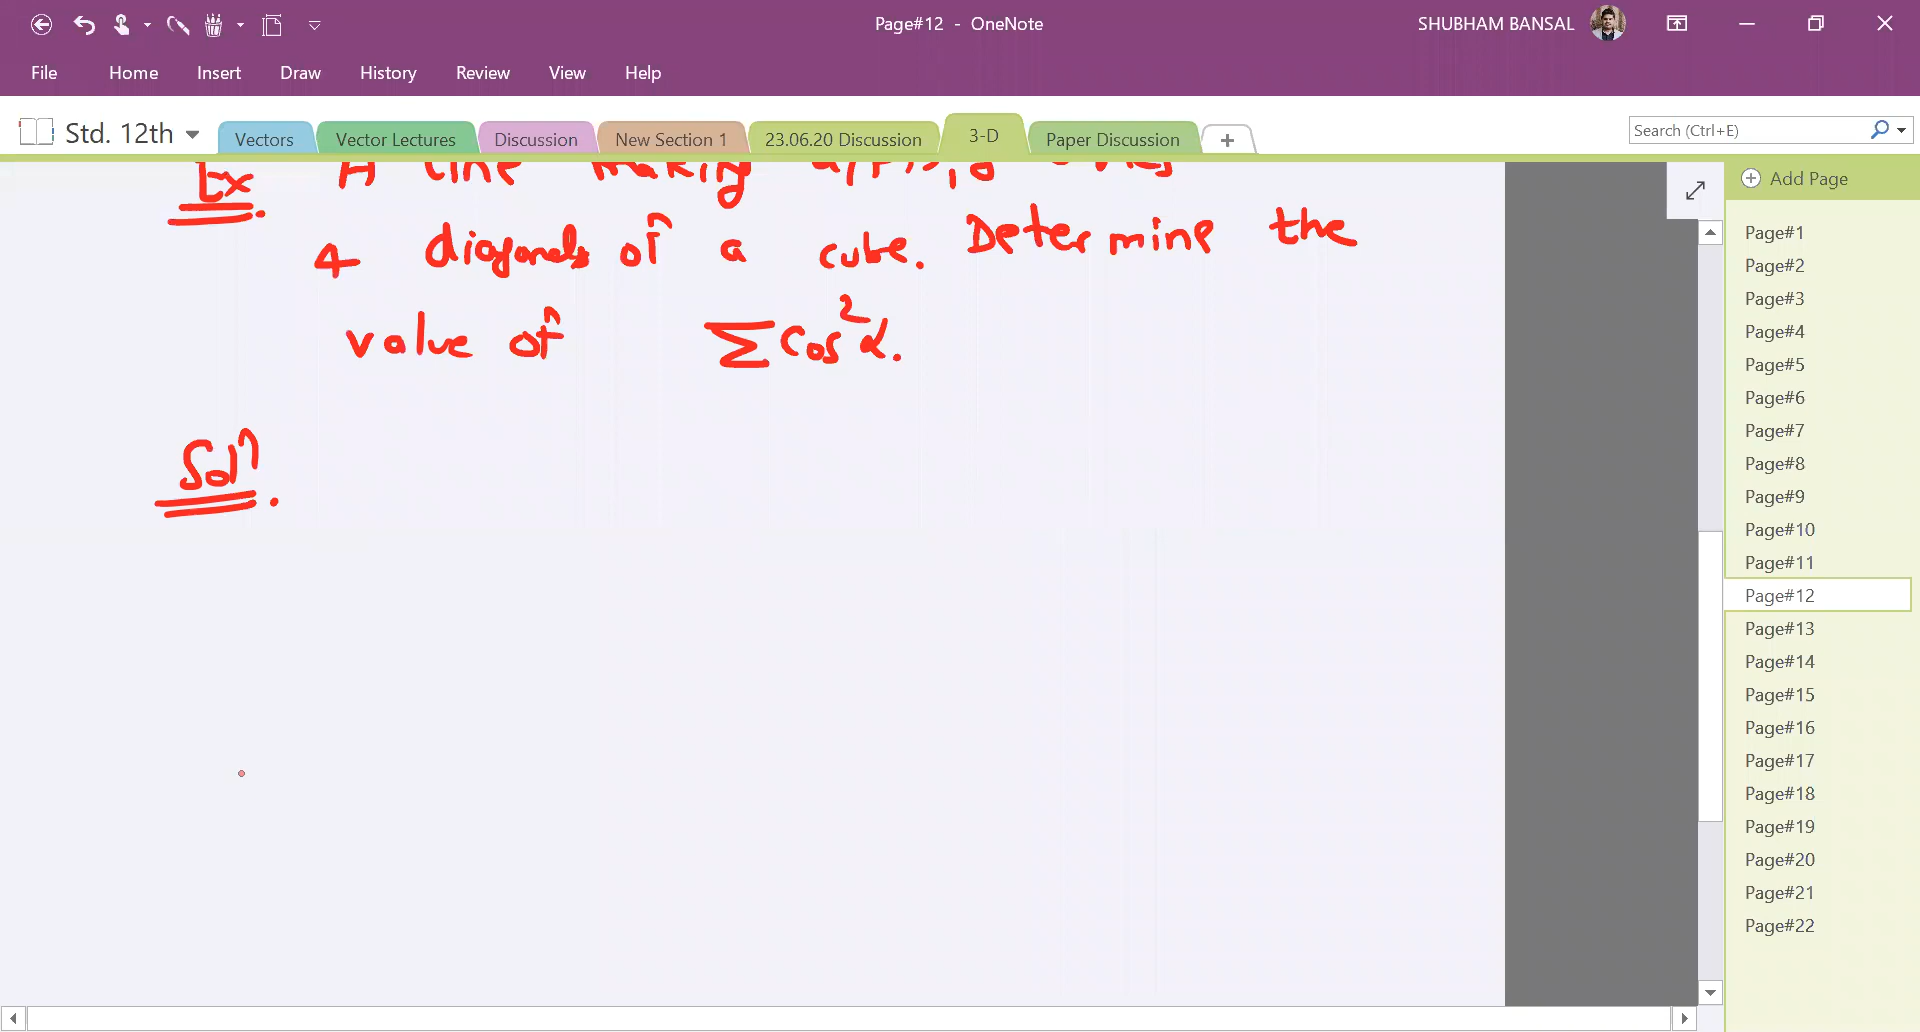 Page#12 - OneNote
SHUBHAM BANSAL
File Home Insert Draw History Review View Help
Std. 12th
Vectors Vector Lectures Discussion New Section 1 23.06.20 Discussion 3-D Paper Discussion +
Search (Ctrl+E)
Add Page
Ex. A line making
4 diagonals of a cube. Determine the
value of ∑cos²α.
Solⁿ.
Page#1
Page#2
Page#3
Page#4
Page#5
Page#6
Page#7
Page#8
Page#9
Page#10
Page#11
Page#12
Page#13
Page#14
Page#15
Page#16
Page#17
Page#18
Page#19
Page#20
Page#21
Page#22